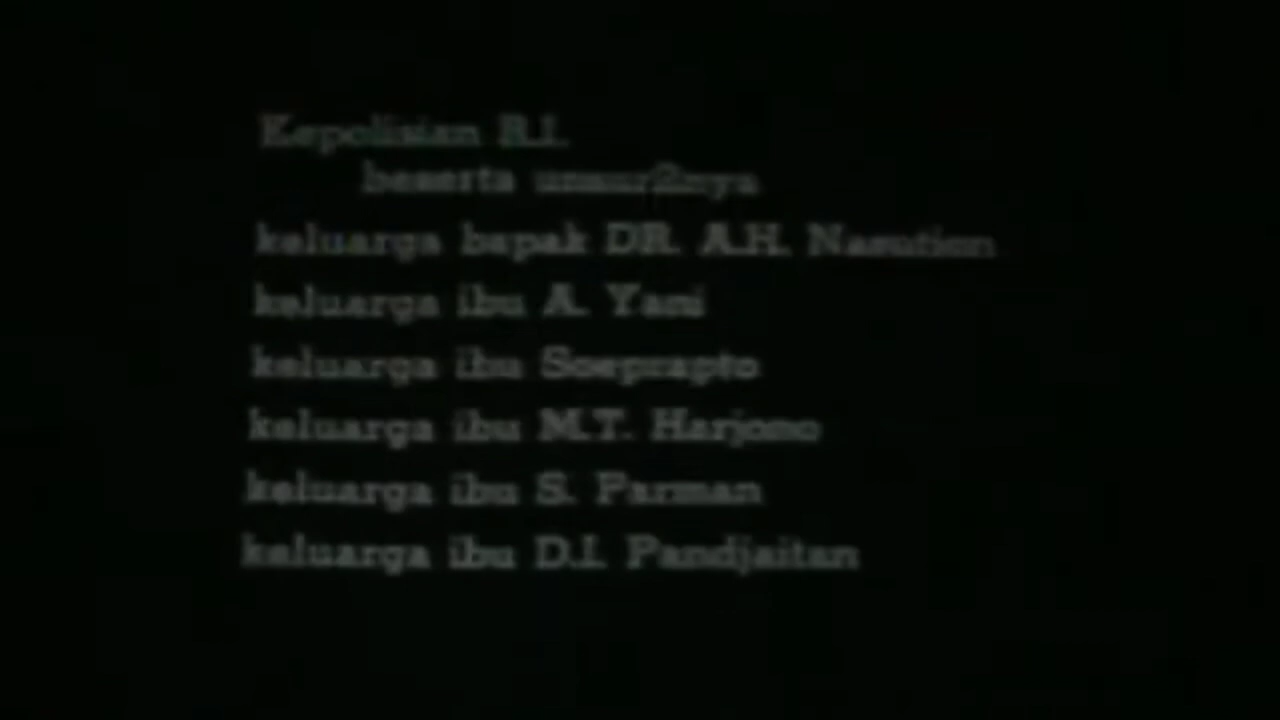 Kepolisian R.I.
beserta unsur2nya
keluarga bapak DR. A.H. Nasution
keluarga ibu A. Yani
keluarga ibu Soeprapto
keluarga ibu M.T. Harjono
keluarga ibu S. Parman
keluarga ibu D.I. Pandjaitan